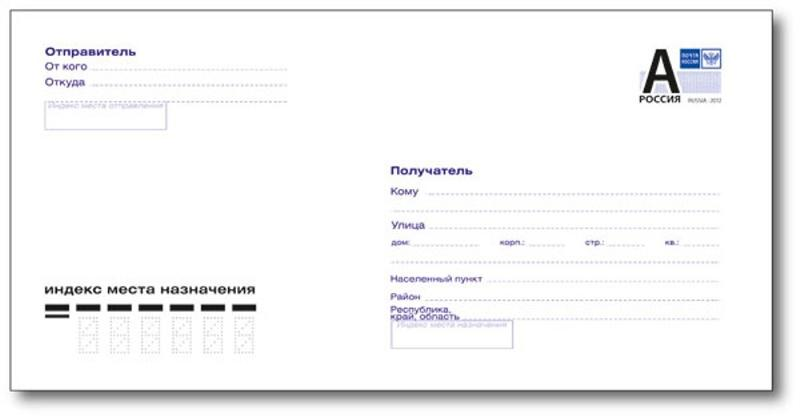 Отправитель
От кого
Откуда
Индекс места отправления
А
ПОЧТА РОССИИ
РОССИЯ RUSSIA 2012
Получатель
Кому
Улица
дом: корп.: стр.: кв.:
Населенный пункт
Район
Республика,
край, область
Индекс места назначения
индекс места назначения